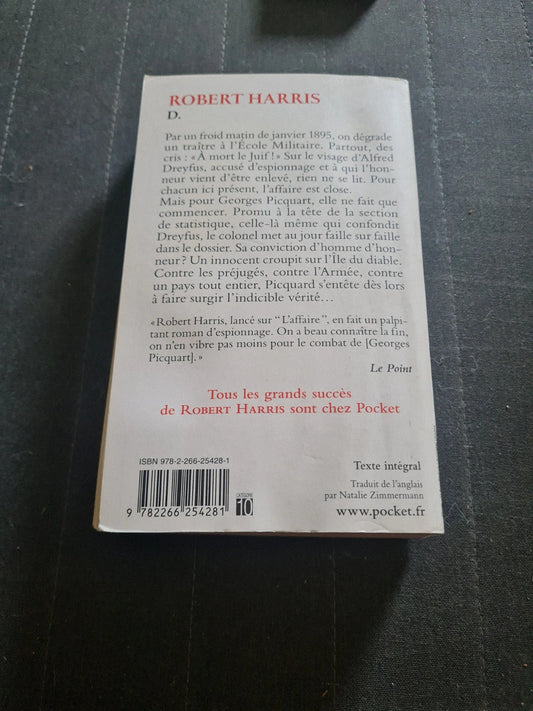 ROBERT HARRIS
D.
Par un froid matin de janvier 1895, on dégrade
un traître à l'École Militaire. Partout, des
cris : « À mort le Juif ! » Sur le visage d'Alfred
Dreyfus, accusé d'espionnage et à qui l'hon-
neur vient d'être enlevé, rien ne se lit. Pour
chacun ici présent, l'affaire est close.
Mais pour Georges Picquart, elle ne fait que
commencer. Promu à la tête de la section
de statistique, celle-là même qui confondit
Dreyfus, le colonel met au jour faille sur faille
dans le dossier. Sa conviction d'homme d'hon-
neur ? Un innocent croupit sur l'Île du diable.
Contre les préjugés, contre l'Armée, contre
un pays tout entier, Picquard s'entête dès lors
à faire surgir l'indicible vérité…
« Robert Harris, lancé sur " L'affaire ", en fait un palpi-
tant roman d'espionnage. On a beau connaître la fin,
on n'en vibre pas moins pour le combat de [Georges
Picquart]. »
Le Point
Tous les grands succès
de ROBERT HARRIS sont chez Pocket
ISBN 978-2-266-25428-1
9 782266 254281
CATÉGORIE
10
Texte intégral
Traduit de l'anglais
par Natalie Zimmermann
www.pocket.fr